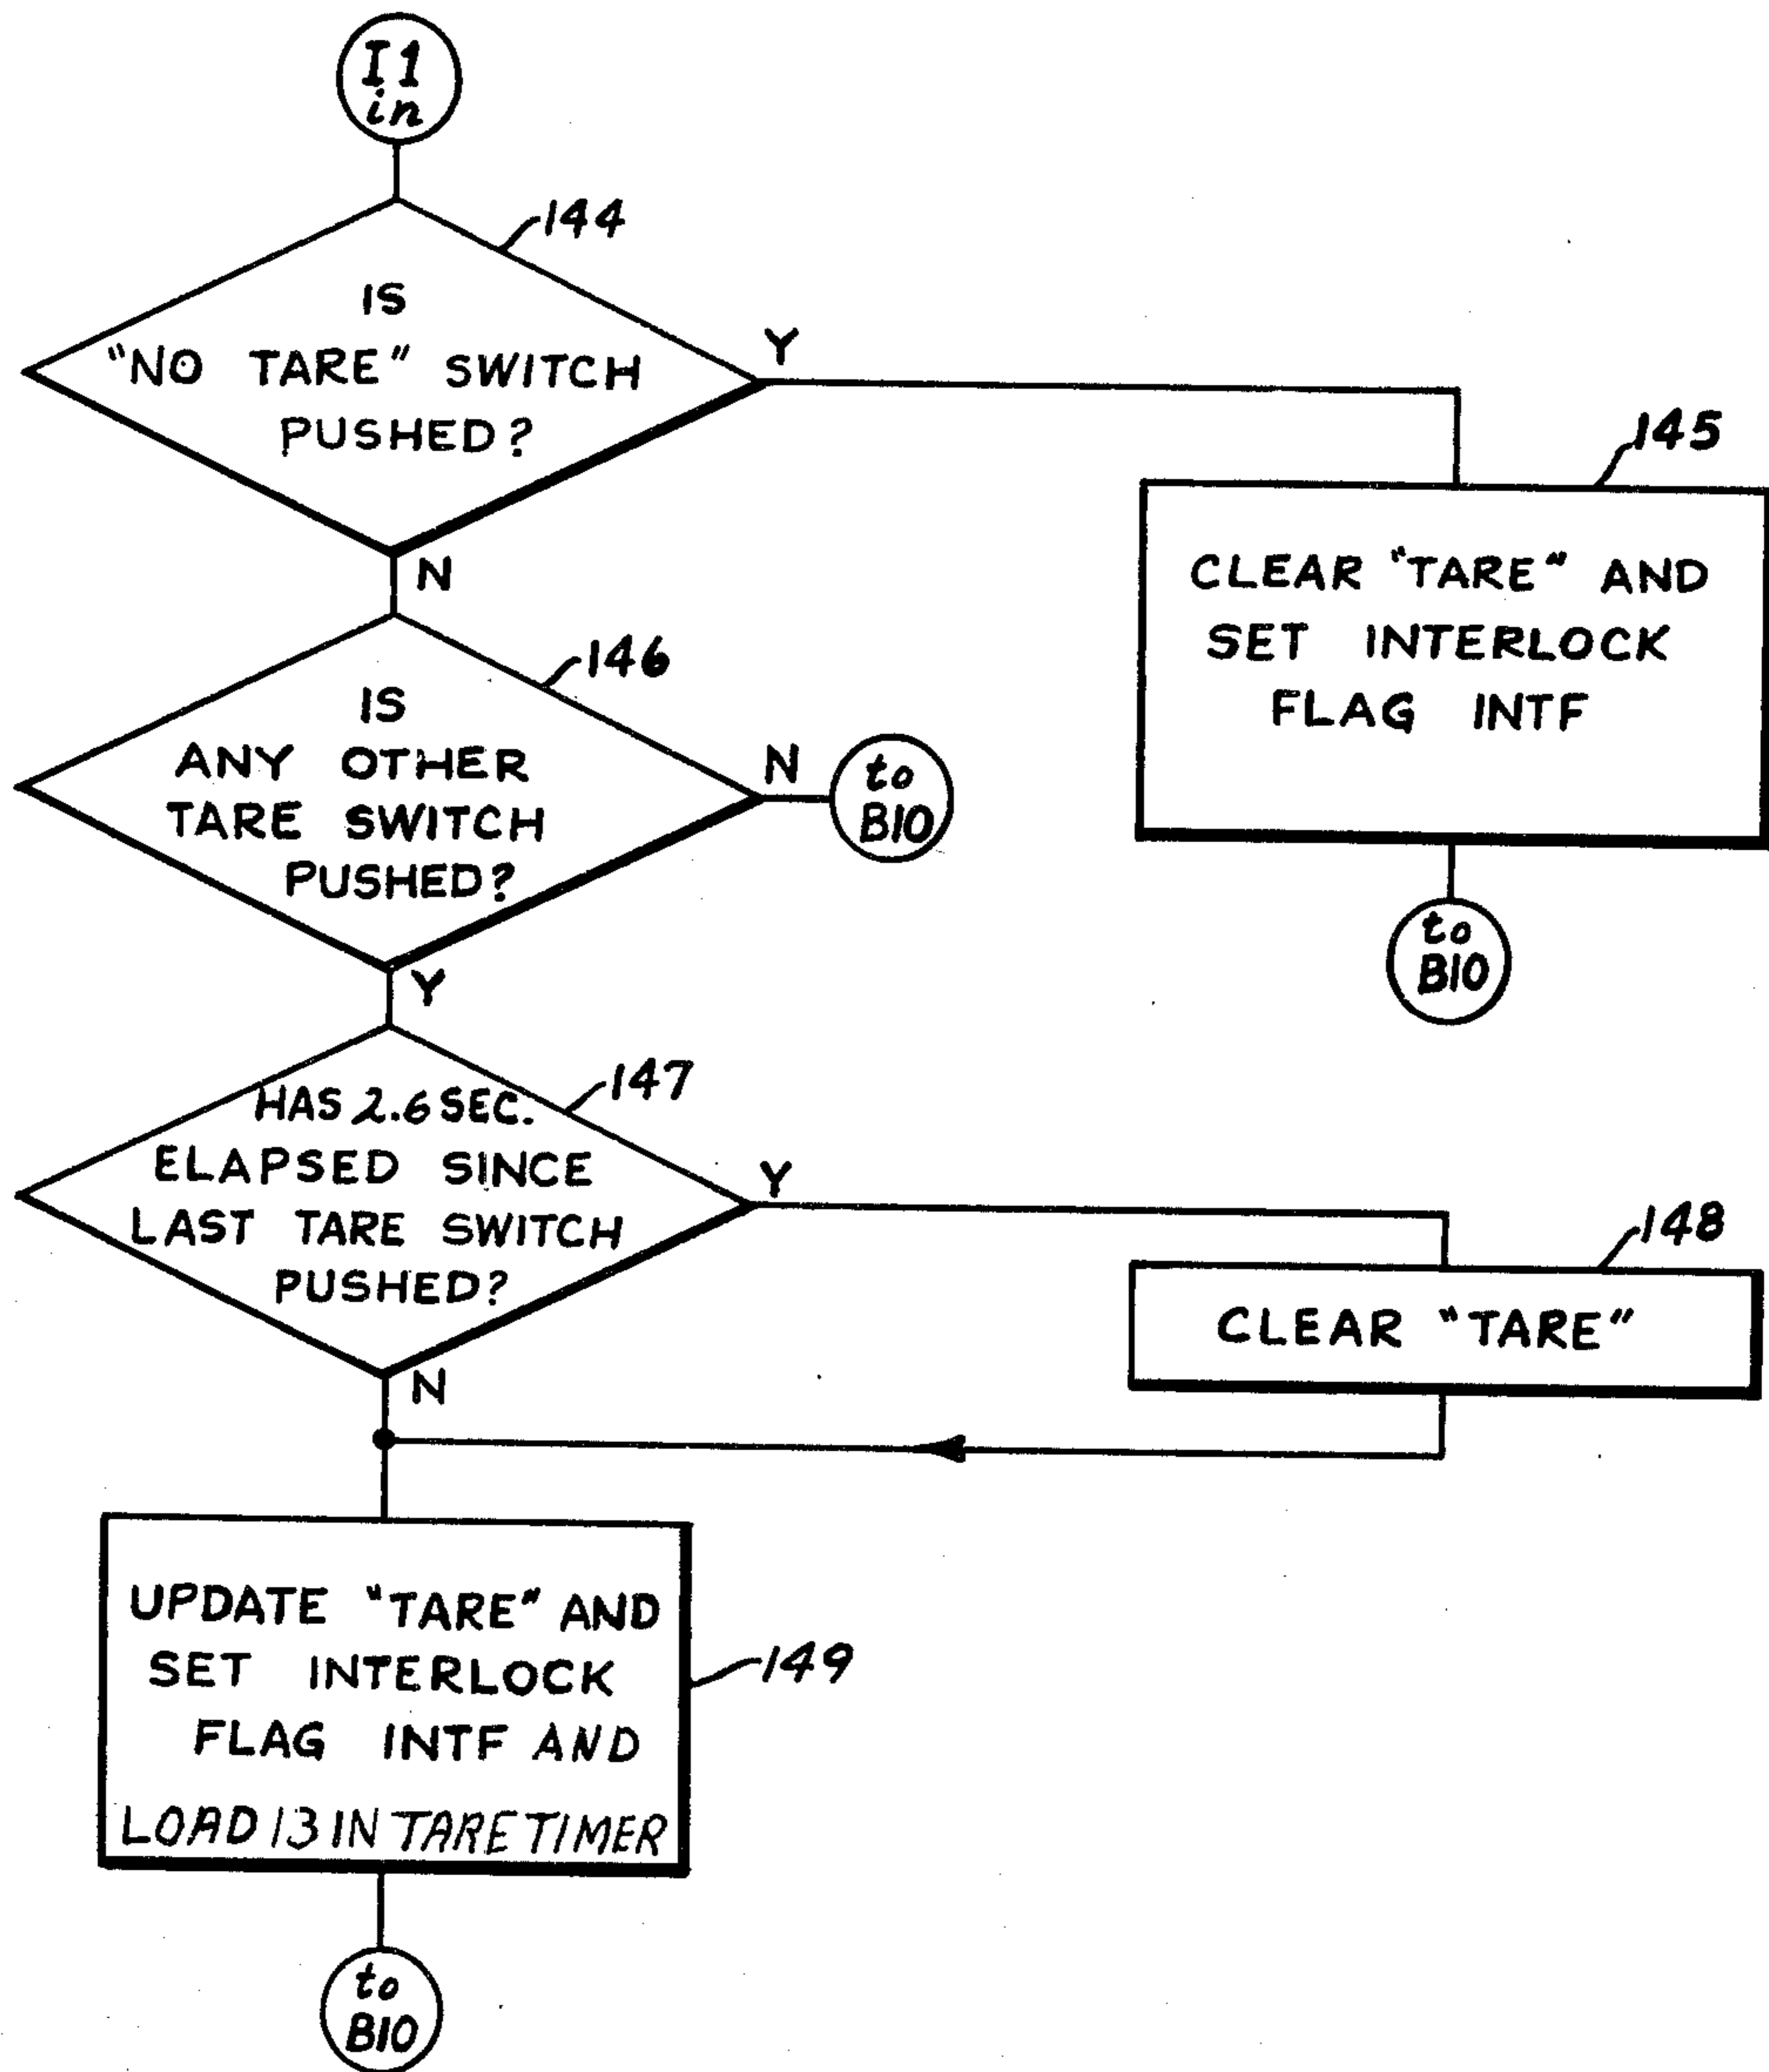 I1
in
144
IS
"NO TARE" SWITCH
PUSHED?
Y
N
145
CLEAR "TARE" AND
SET INTERLOCK
FLAG INTF
to
B10
146
IS
ANY OTHER
TARE SWITCH
PUSHED?
N
to
B10
Y
147
HAS 2.6 SEC.
ELAPSED SINCE
LAST TARE SWITCH
PUSHED?
Y
148
CLEAR "TARE"
N
UPDATE "TARE" AND
SET INTERLOCK
FLAG INTF AND
LOAD 13 IN TARE TIMER
149
to
B10